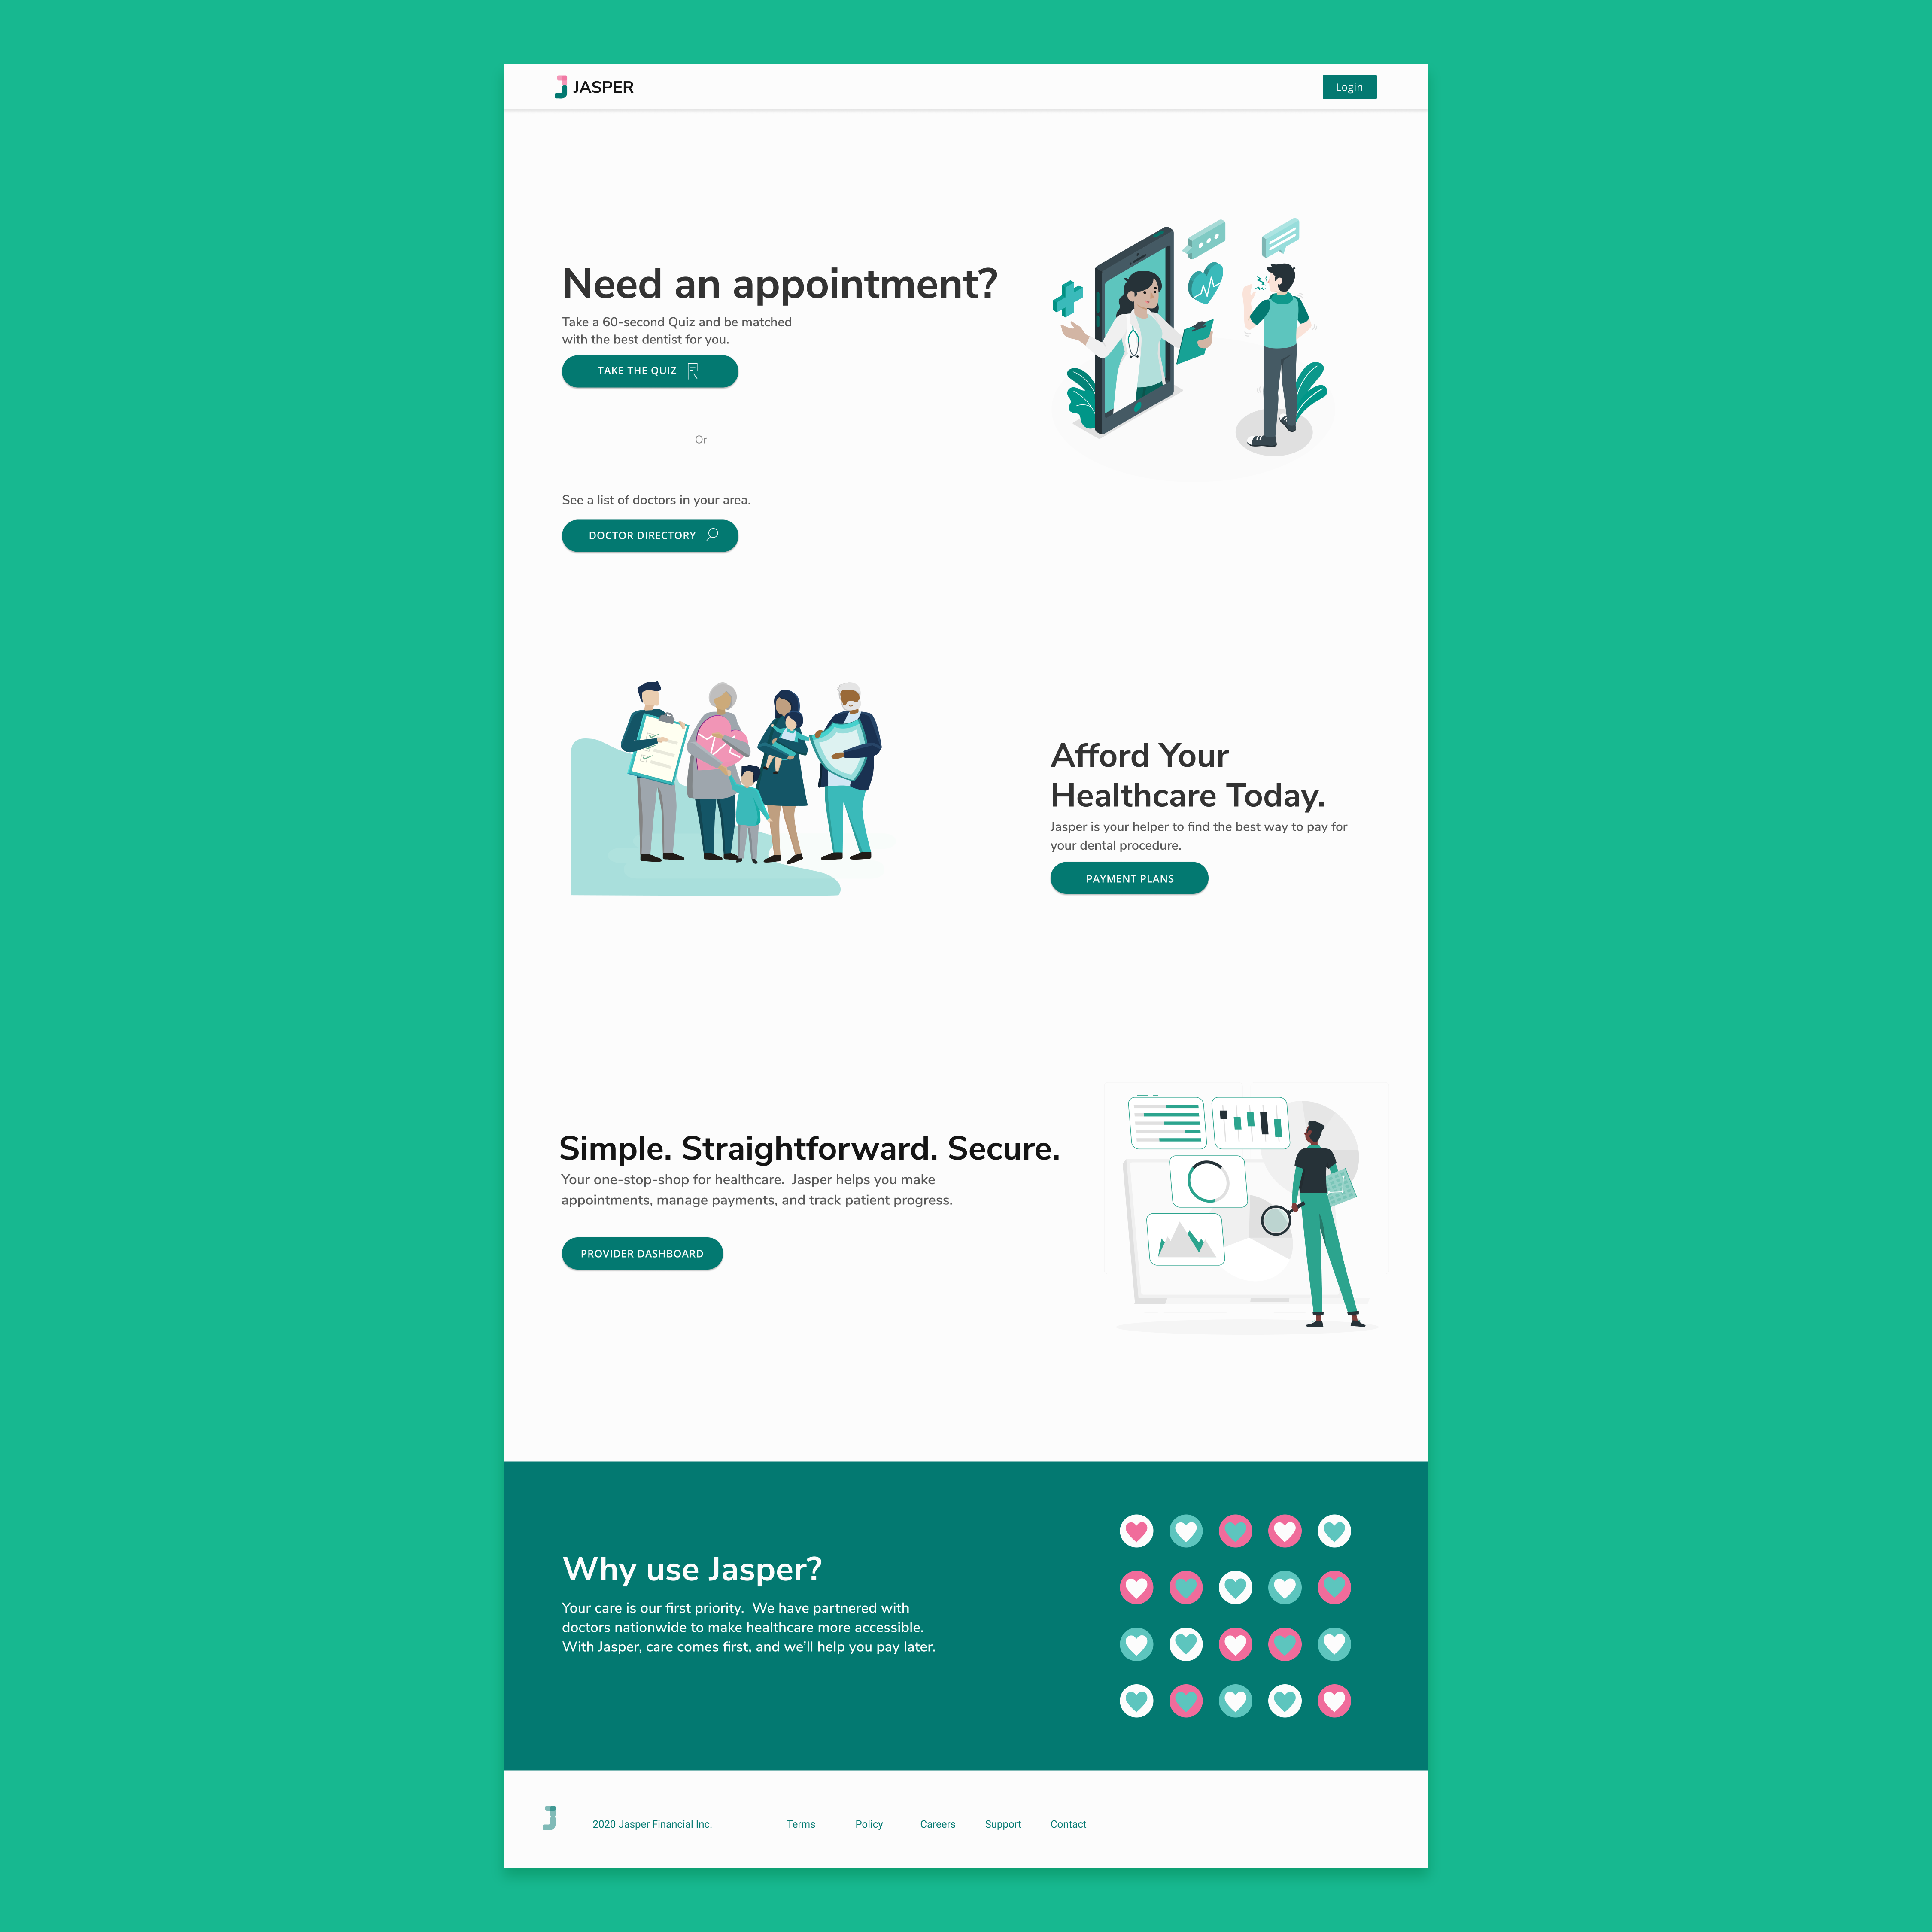 JASPER
Login
Need an appointment?
Take a 60-second Quiz and be matched
with the best dentist for you.
TAKE THE QUIZ
Or
See a list of doctors in your area.
DOCTOR DIRECTORY
Afford Your
Healthcare Today.
Jasper is your helper to find the best way to pay for
your dental procedure.
PAYMENT PLANS
Simple. Straightforward. Secure.
Your one-stop-shop for healthcare.  Jasper helps you make
appointments, manage payments, and track patient progress.
PROVIDER DASHBOARD
Why use Jasper?
Your care is our first priority.  We have partnered with
doctors nationwide to make healthcare more accessible.
With Jasper, care comes first, and we'll help you pay later.
2020 Jasper Financial Inc. Terms Policy Careers Support Contact